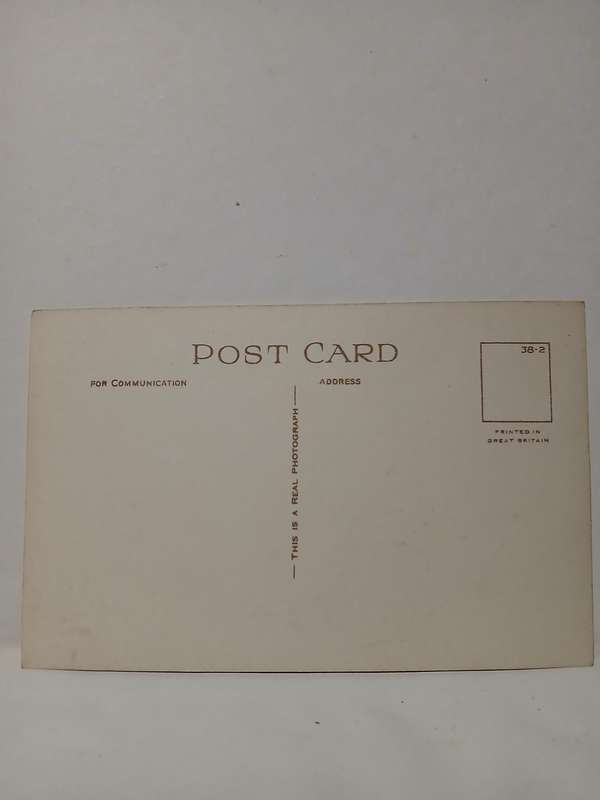 POST CARD
FOR COMMUNICATION
ADDRESS
THIS IS A REAL PHOTOGRAPH
38-2
PRINTED IN
GREAT BRITAIN